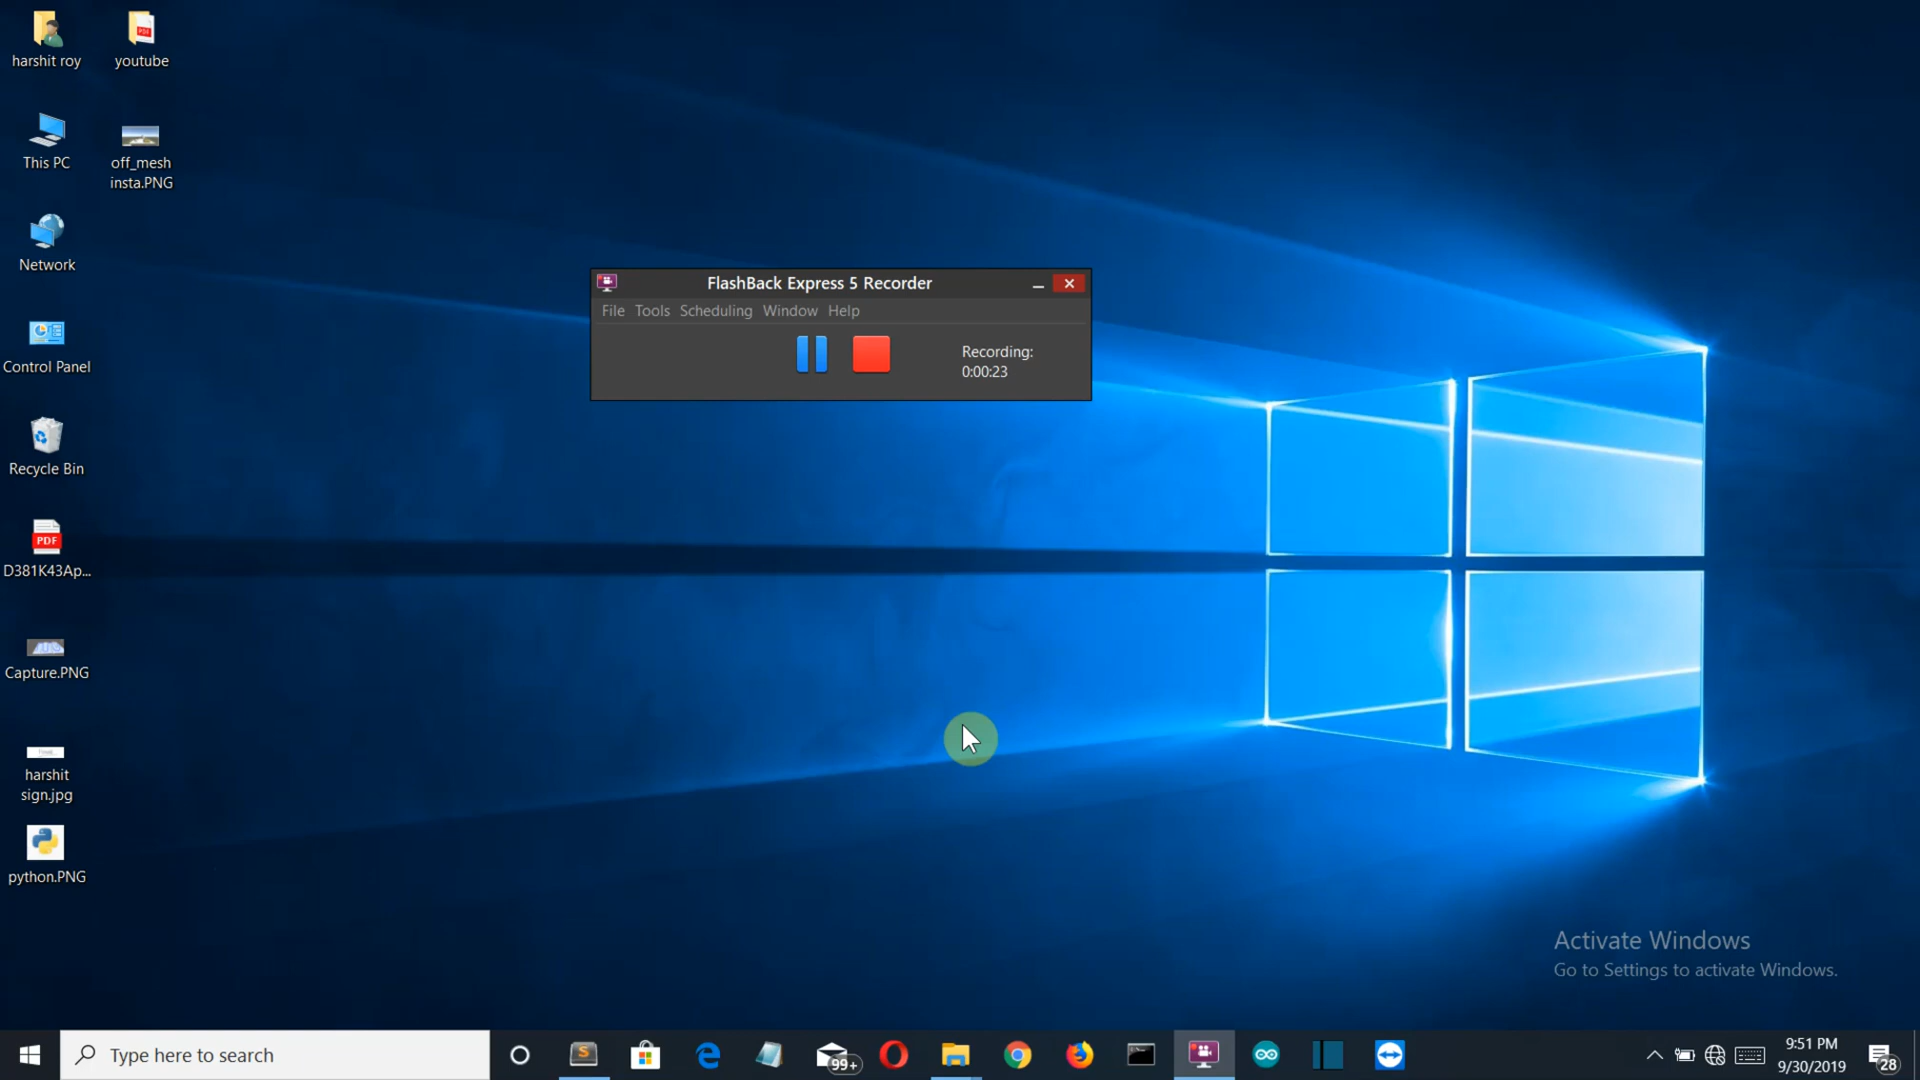 harshit roy
youtube
This PC
off_mesh
insta.PNG
Network
Control Panel
Recycle Bin
PDF
D381K43Ap...
Capture.PNG
harshit
sign.jpg
python.PNG
FlashBack Express 5 Recorder
File Tools Scheduling Window Help
Recording:
0:00:23
Activate Windows
Go to Settings to activate Windows.
Type here to search
99+
9:51 PM
9/30/2019
28